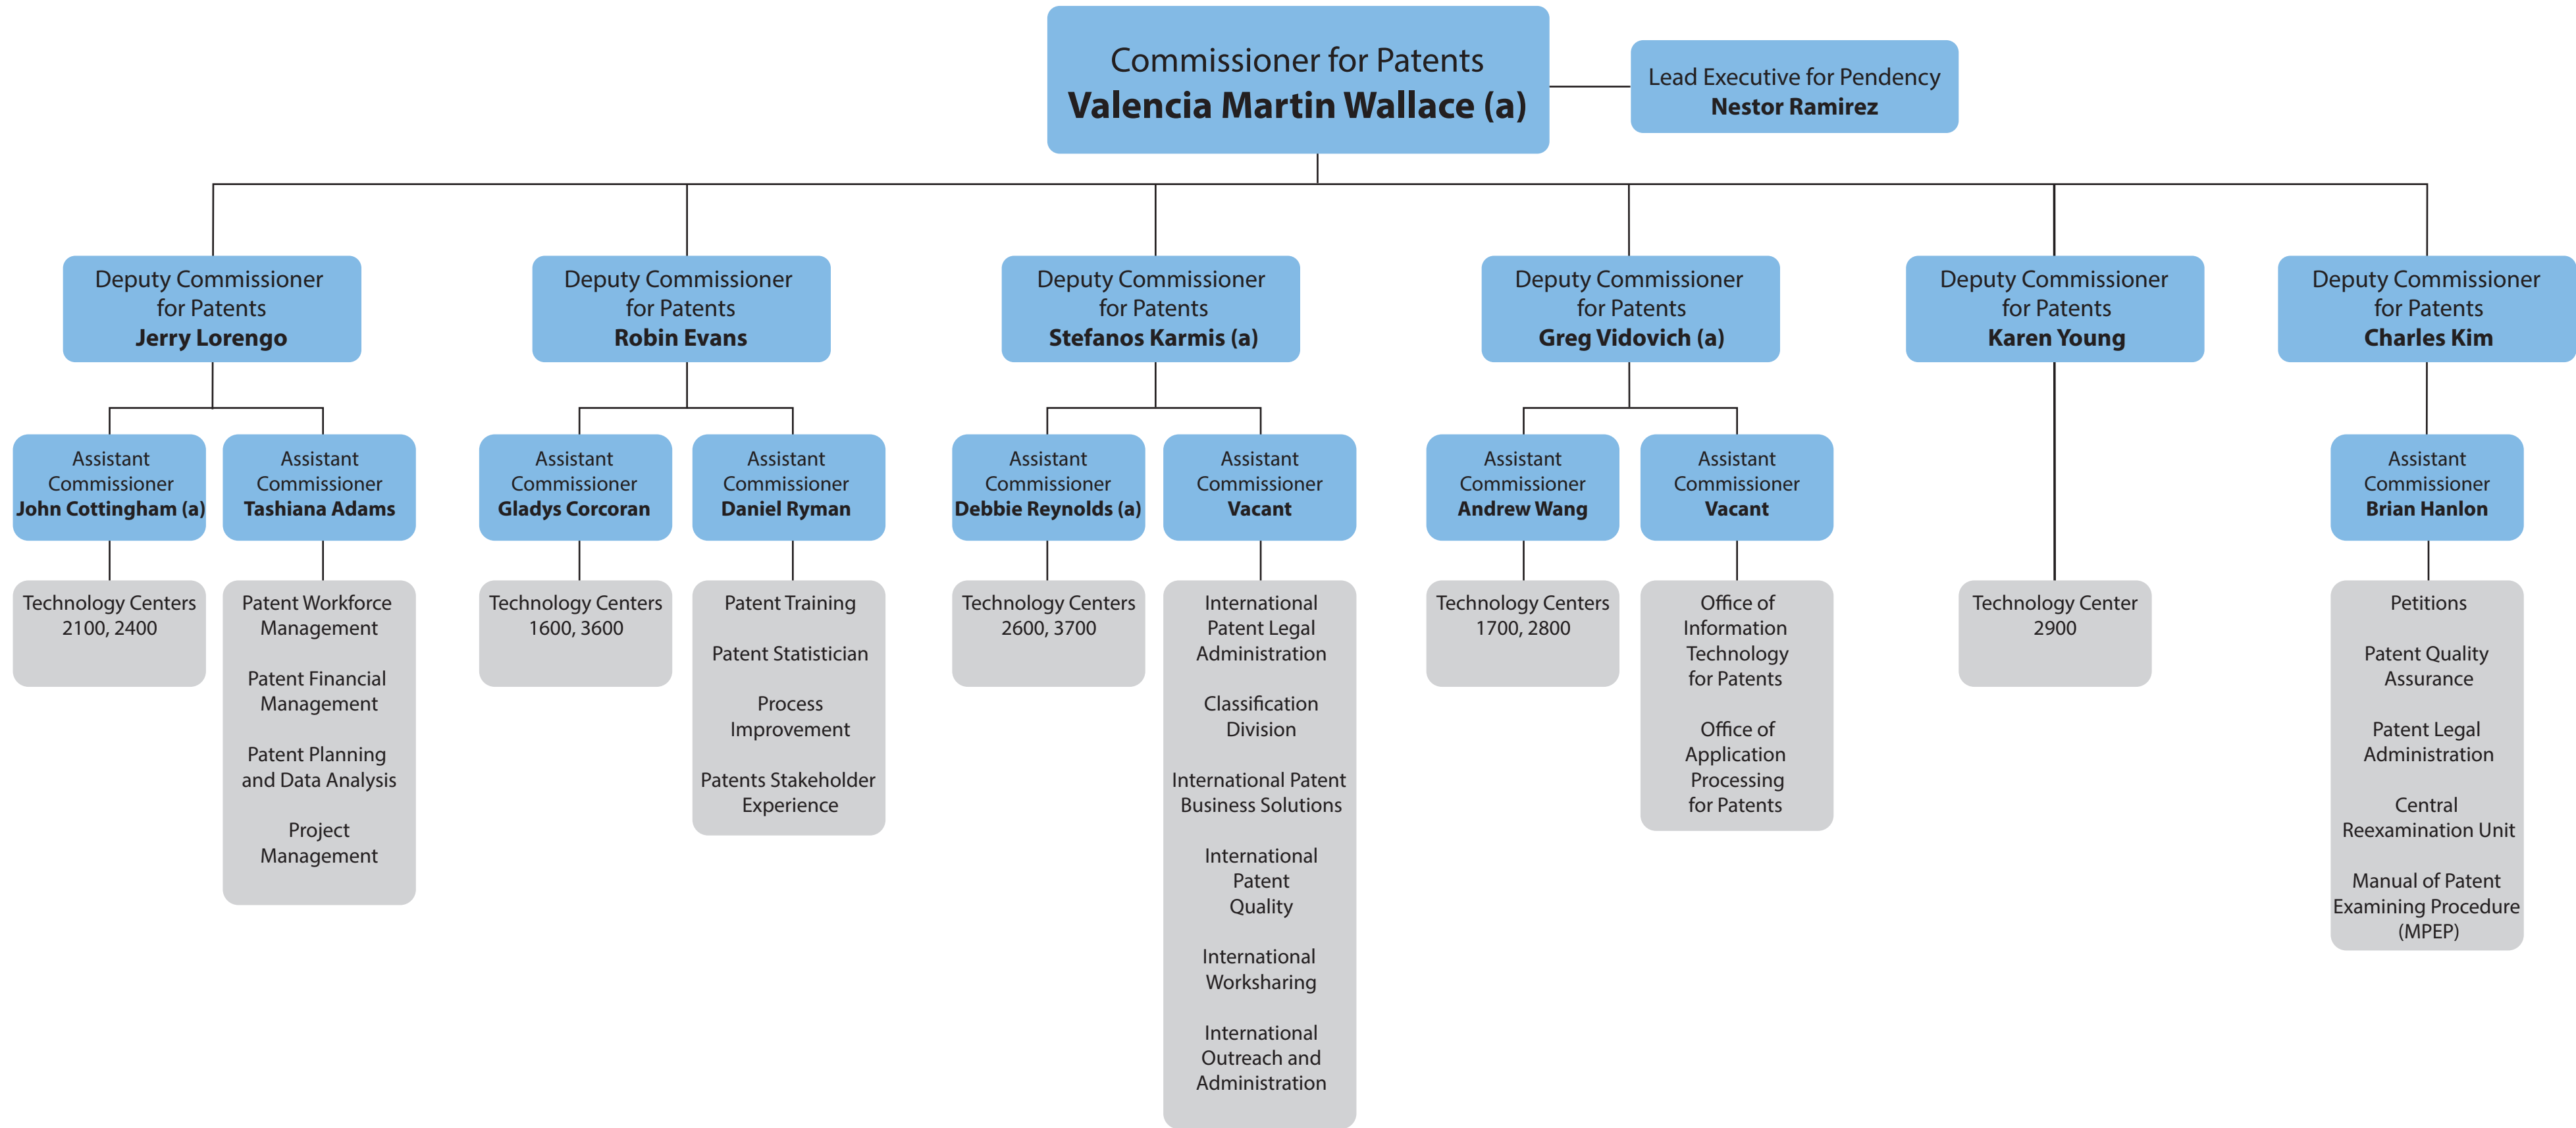 Commissioner for Patents
Valencia Martin Wallace (a)
Lead Executive for Pendency
Nestor Ramirez
Deputy Commissioner
for Patents
Jerry Lorengo
Deputy Commissioner
for Patents
Robin Evans
Deputy Commissioner
for Patents
Stefanos Karmis (a)
Deputy Commissioner
for Patents
Greg Vidovich (a)
Deputy Commissioner
for Patents
Karen Young
Deputy Commissioner
for Patents
Charles Kim
Assistant
Commissioner
John Cottingham (a)
Assistant
Commissioner
Tashiana Adams
Assistant
Commissioner
Gladys Corcoran
Assistant
Commissioner
Daniel Ryman
Assistant
Commissioner
Debbie Reynolds (a)
Assistant
Commissioner
Vacant
Assistant
Commissioner
Andrew Wang
Assistant
Commissioner
Vacant
Assistant
Commissioner
Brian Hanlon
Technology Centers
2100, 2400
Patent Workforce
Management
Patent Financial
Management
Patent Planning
and Data Analysis
Project
Management
Technology Centers
1600, 3600
Patent Training
Patent Statistician
Process
Improvement
Patents Stakeholder
Experience
Technology Centers
2600, 3700
International
Patent Legal
Administration
Classification
Division
International Patent
Business Solutions
International
Patent
Quality
International
Worksharing
International
Outreach and
Administration
Technology Centers
1700, 2800
Office of
Information
Technology
for Patents
Office of
Application
Processing
for Patents
Technology Center
2900
Petitions
Patent Quality
Assurance
Patent Legal
Administration
Central
Reexamination Unit
Manual of Patent
Examining Procedure
(MPEP)